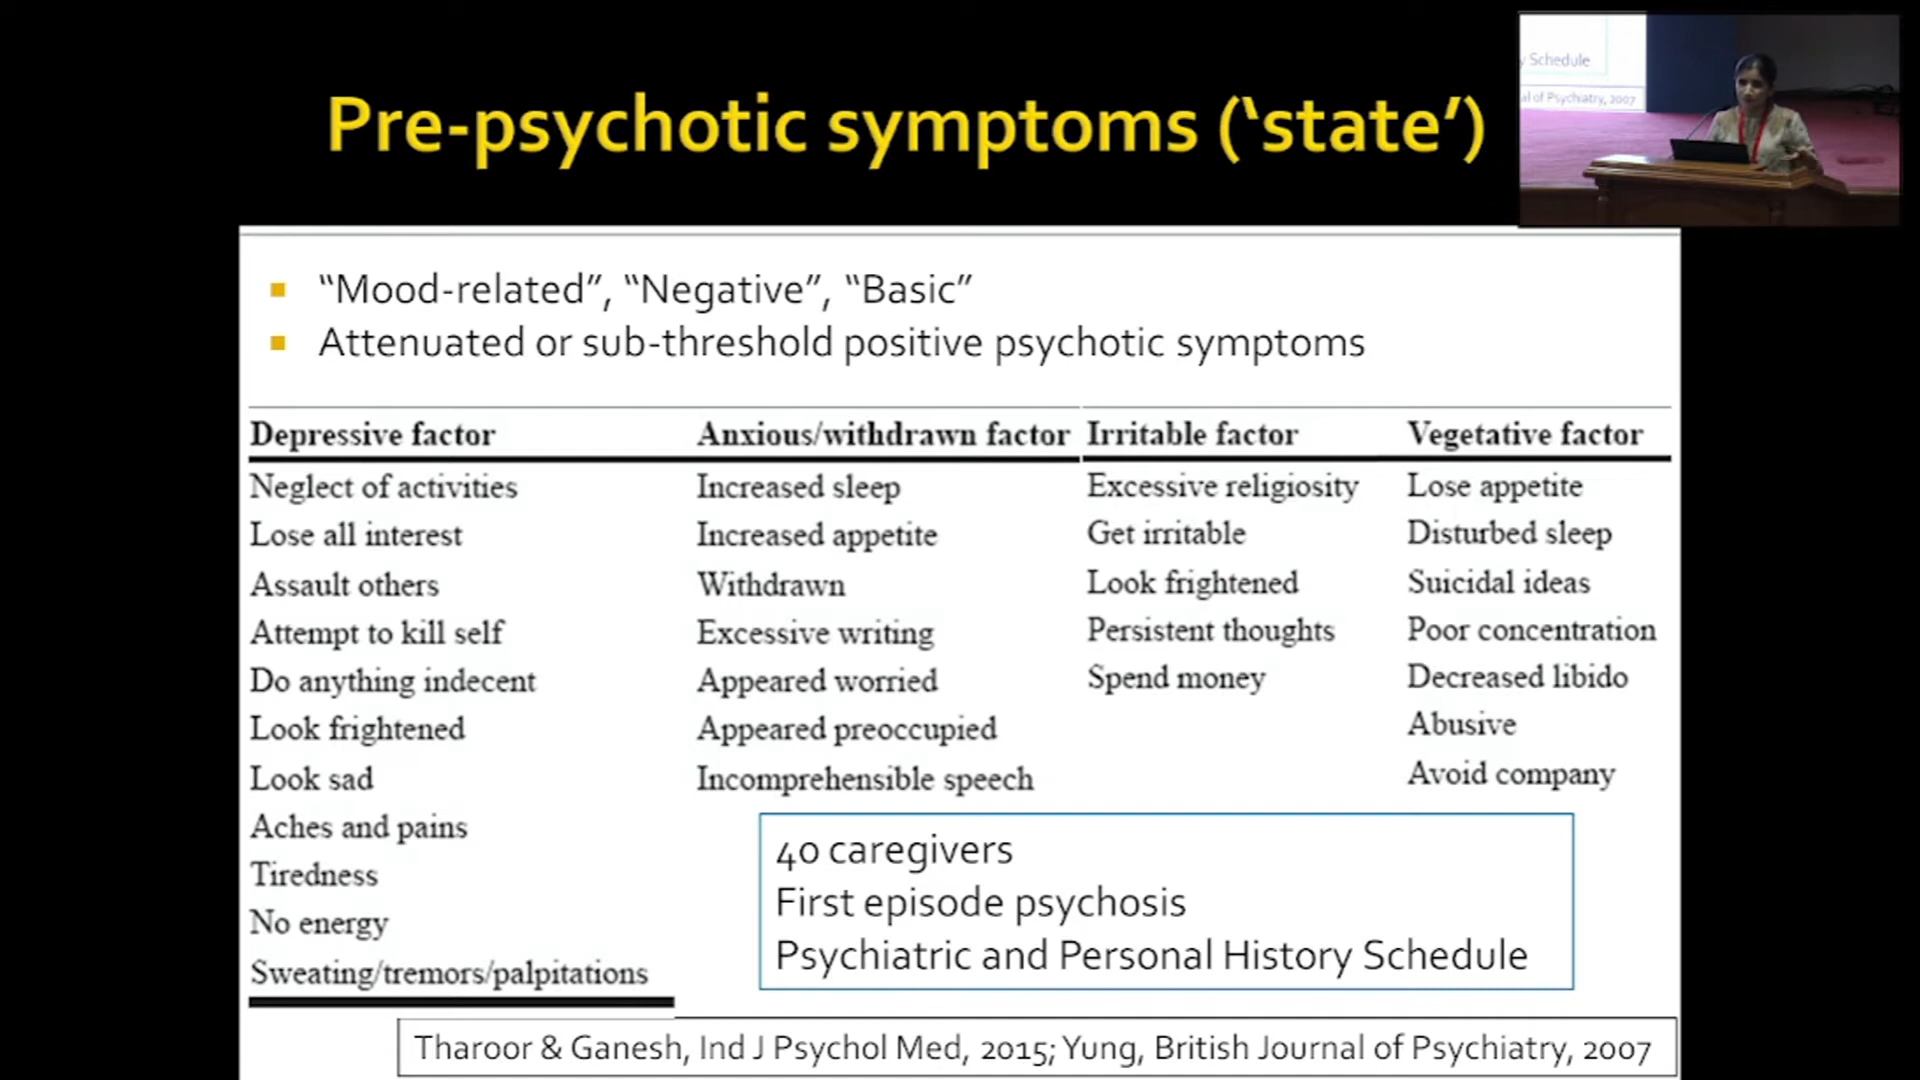 Pre-psychotic symptoms (‘state’)
y Schedule
al of Psychiatry, 2007
“Mood-related”, “Negative”, “Basic”
Attenuated or sub-threshold positive psychotic symptoms
Depressive factor
Neglect of activities
Lose all interest
Assault others
Attempt to kill self
Do anything indecent
Look frightened
Look sad
Aches and pains
Tiredness
No energy
Sweating/tremors/palpitations
Anxious/withdrawn factor
Increased sleep
Increased appetite
Withdrawn
Excessive writing
Appeared worried
Appeared preoccupied
Incomprehensible speech
Irritable factor
Excessive religiosity
Get irritable
Look frightened
Persistent thoughts
Spend money
Vegetative factor
Lose appetite
Disturbed sleep
Suicidal ideas
Poor concentration
Decreased libido
Abusive
Avoid company
40 caregivers
First episode psychosis
Psychiatric and Personal History Schedule
Tharoor & Ganesh, Ind J Psychol Med, 2015; Yung, British Journal of Psychiatry, 2007